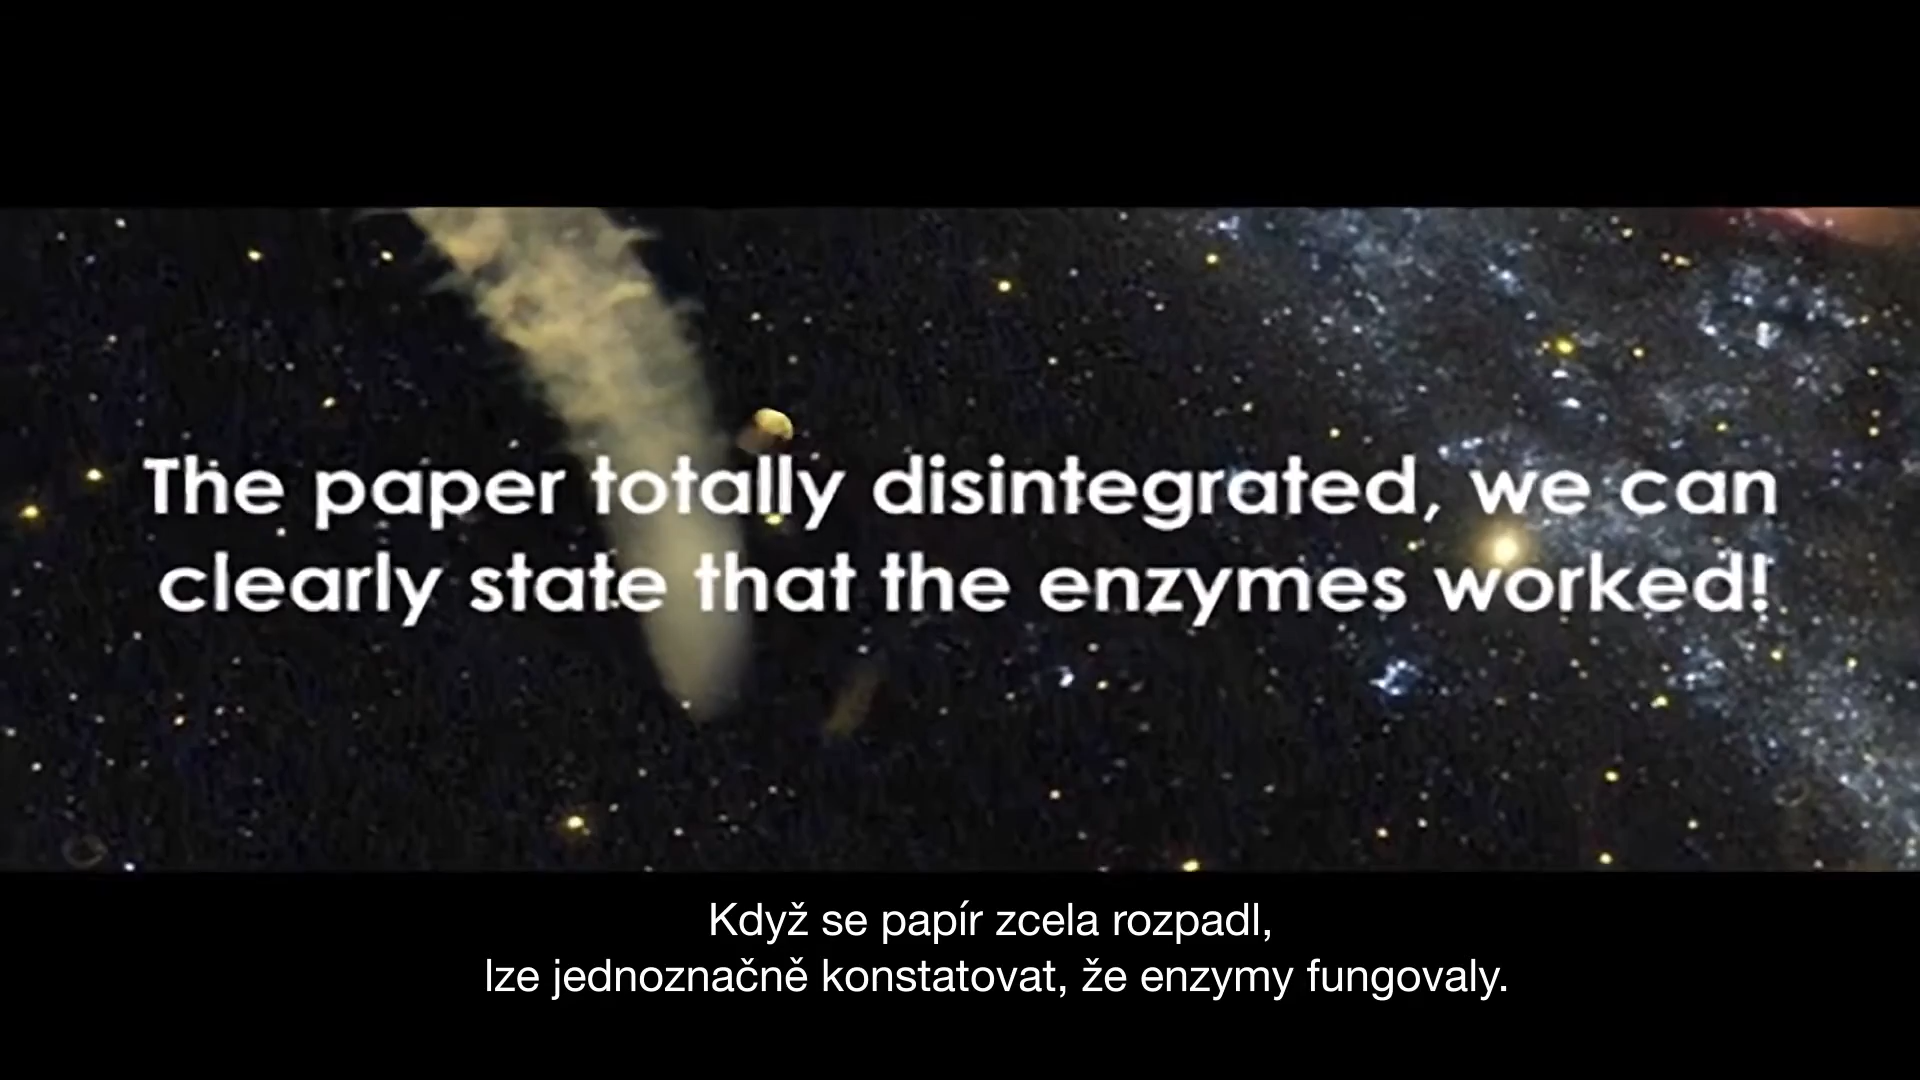 The paper totally disintegrated, we can
clearly state that the enzymes worked!
Když se papír zcela rozpadl,
lze jednoznačně konstatovat, že enzymy fungovaly.